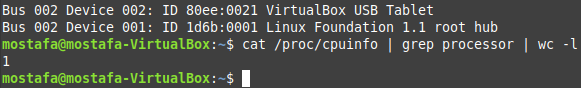 Bus 002 Device 002: ID 80ee:0021 VirtualBox USB Tablet
Bus 002 Device 001: ID 1d6b:0001 Linux Foundation 1.1 root hub
mostafa@mostafa-VirtualBox:~$ cat /proc/cpuinfo | grep processor | wc -l
1
mostafa@mostafa-VirtualBox:~$